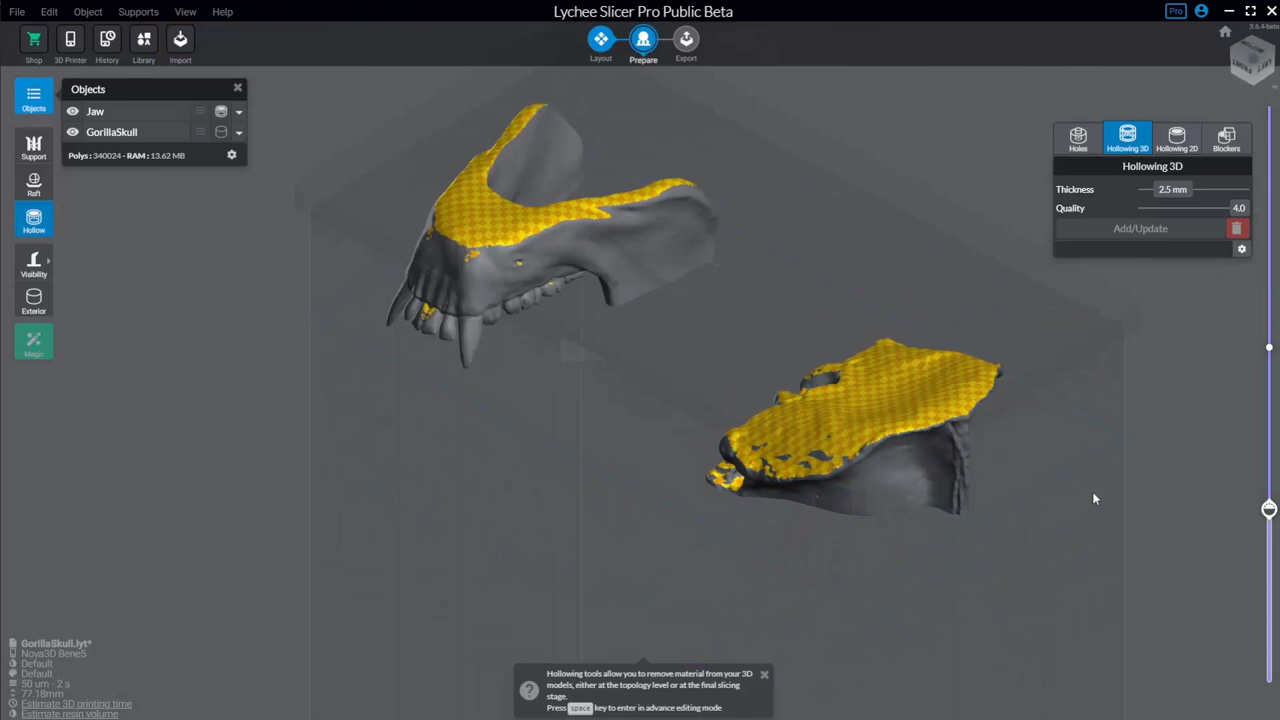 File Edit Object Supports View Help
Lychee Slicer Pro Public Beta
Pro
3.6.4-beta
Shop 3D Printer History Library Import
Layout Prepare Export
Objects
Support
Raft
Hollow
Visibility
Exterior
Magic
Objects
Jaw
GorillaSkull
Polys: 340024 - RAM : 13.62 MB
Holes Hollowing 3D Hollowing 2D Blockers
Hollowing 3D
Thickness 2.5 mm
Quality 4.0
Add/Update
GorillaSkull.lyt*
Nova3D Bene5
Default
Default
50 um - 2 s
77.18mm
Estimate 3D printing time
Estimate resin volume
Hollowing tools allow you to remove material from your 3D
models, either at the topology level or at the final slicing
stage.
Press space key to enter in advance editing mode